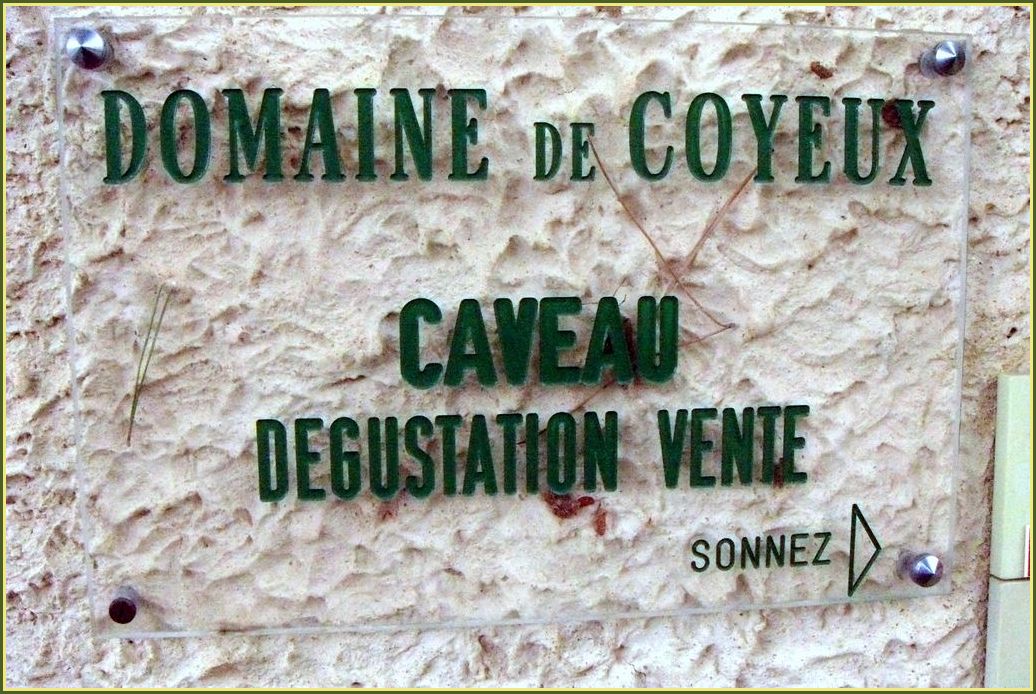 DOMAINE DE COYEUX
CAVEAU
DEGUSTATION VENTE
SONNEZ